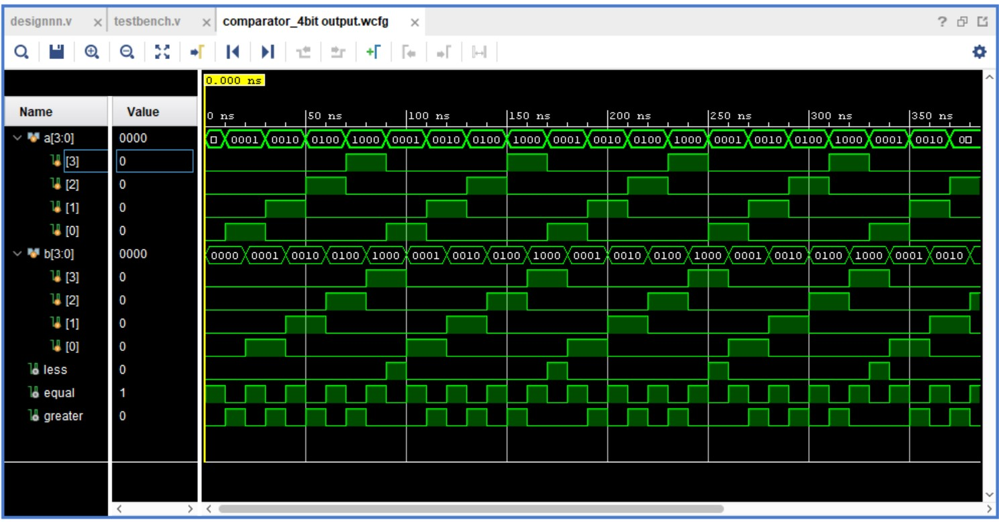 designnn.v × testbench.v × comparator_4bit output.wcfg ×
?
0.000 ns
Name Value
0 ns 50 ns 100 ns 150 ns 200 ns 250 ns 300 ns 350 ns
a[3:0] 0000 0001 0010 0100 1000 0001 0010 0100 1000 0001 0010 0100 1000 0001 0010 0100 1000 0001 0010 0
[3] 0
[2] 0
[1] 0
[0] 0
b[3:0] 0000 0000 0001 0010 0100 1000 0001 0010 0100 1000 0001 0010 0100 1000 0001 0010 0100 1000 0001 0010
[3] 0
[2] 0
[1] 0
[0] 0
less 0
equal 1
greater 0